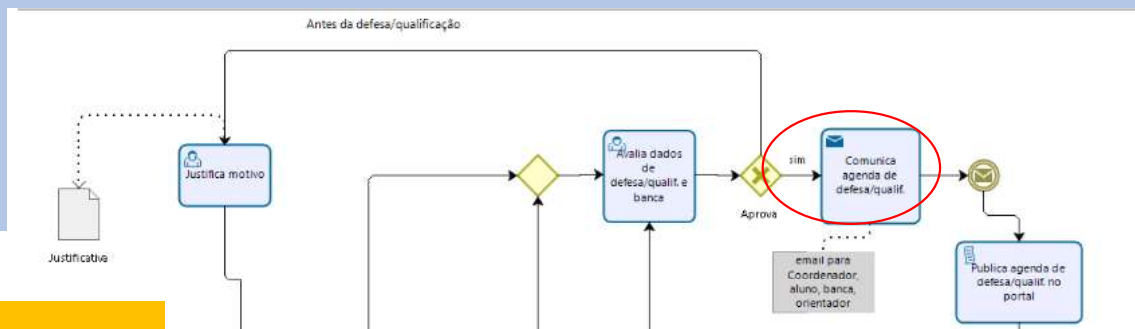 Antes da defesa/qualificação
Justifica motivo
Justificativa
Avalia dados
de
defesa/qualif. e
banca
Aprova
sim
Comunica
agenda de
defesa/qualif.
email para
Coordenador,
aluno, banca,
orientador
Publica agenda de
defesa/qualif. no
portal